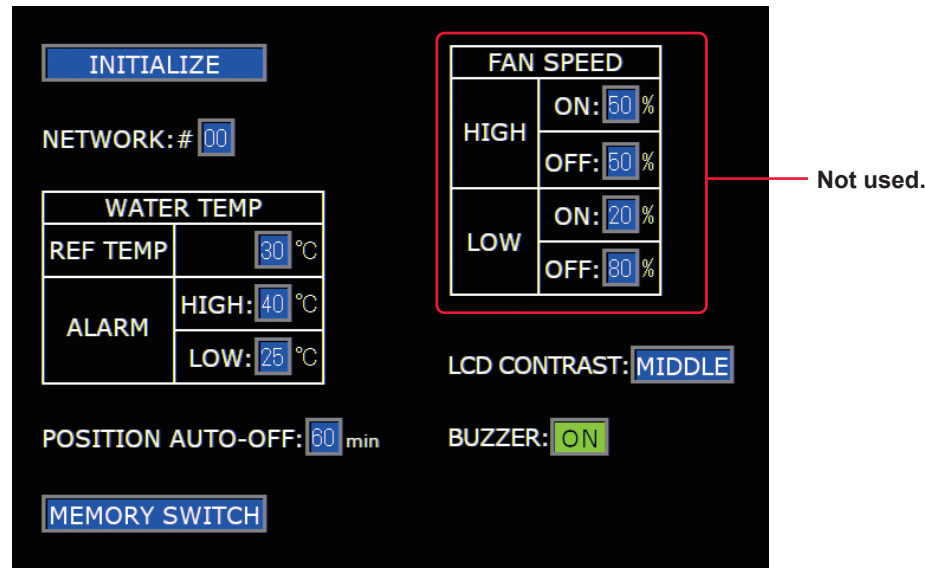 INITIALIZE
NETWORK:# 00
WATER TEMP
REF TEMP 30 °C
ALARM
HIGH: 40 °C
LOW: 25 °C
POSITION AUTO-OFF: 60 min
MEMORY SWITCH
FAN SPEED
HIGH
ON: 50 %
OFF: 50 %
LOW
ON: 20 %
OFF: 80 %
Not used.
LCD CONTRAST: MIDDLE
BUZZER: ON